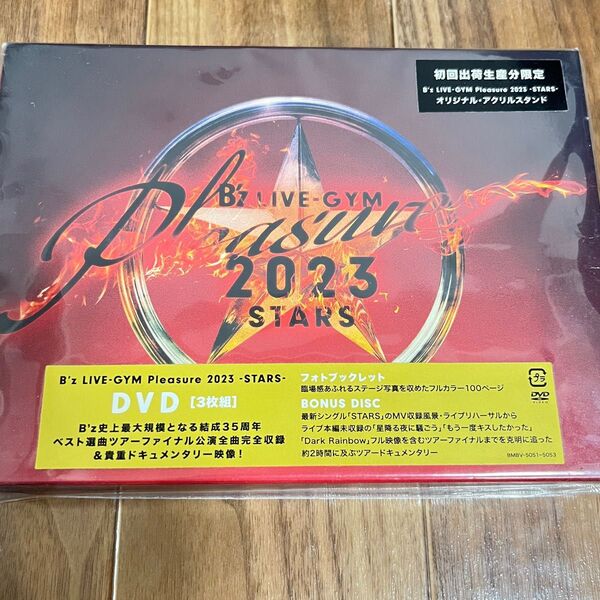 初回出荷生産分限定
B'z LIVE-GYM Pleasure 2023 -STARS-
オリジナル・アクリルスタンド
B'z LIVE-GYM
Pleasure
2023
STARS
B'z LIVE-GYM Pleasure 2023 -STARS-
DVD【3枚組】
B'z史上最大規模となる結成35周年
ベスト選曲ツアーファイナル公演全曲完全収録
&貴重ドキュメンタリー映像!
フォトブックレット
臨場感あふれるステージ写真を収めたフルカラー100ページ
BONUS DISC
最新シングル「STARS」のMV収録風景・ライブリハーサルから
ライブ本編未収録の「星降る夜に騒ごう」「もう一度キスしたかった」
「Dark Rainbow」フル映像を含むツアーファイナルまでを克明に追った
約2時間に及ぶツアードキュメンタリー
プラ
DVD
VIDEO
BMBV-5051~5053